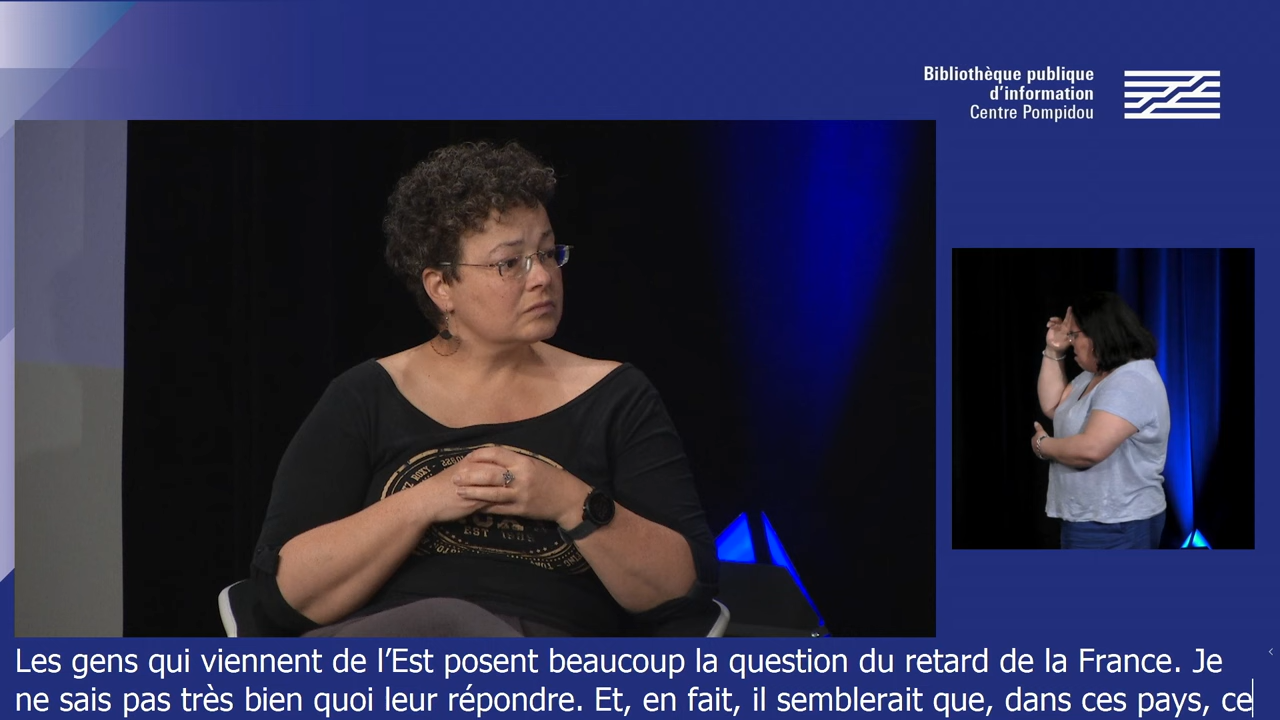 Bibliothèque publique
d'information
Centre Pompidou
EST
Les gens qui viennent de l’Est posent beaucoup la question du retard de la France. Je
ne sais pas très bien quoi leur répondre. Et, en fait, il semblerait que, dans ces pays, ce